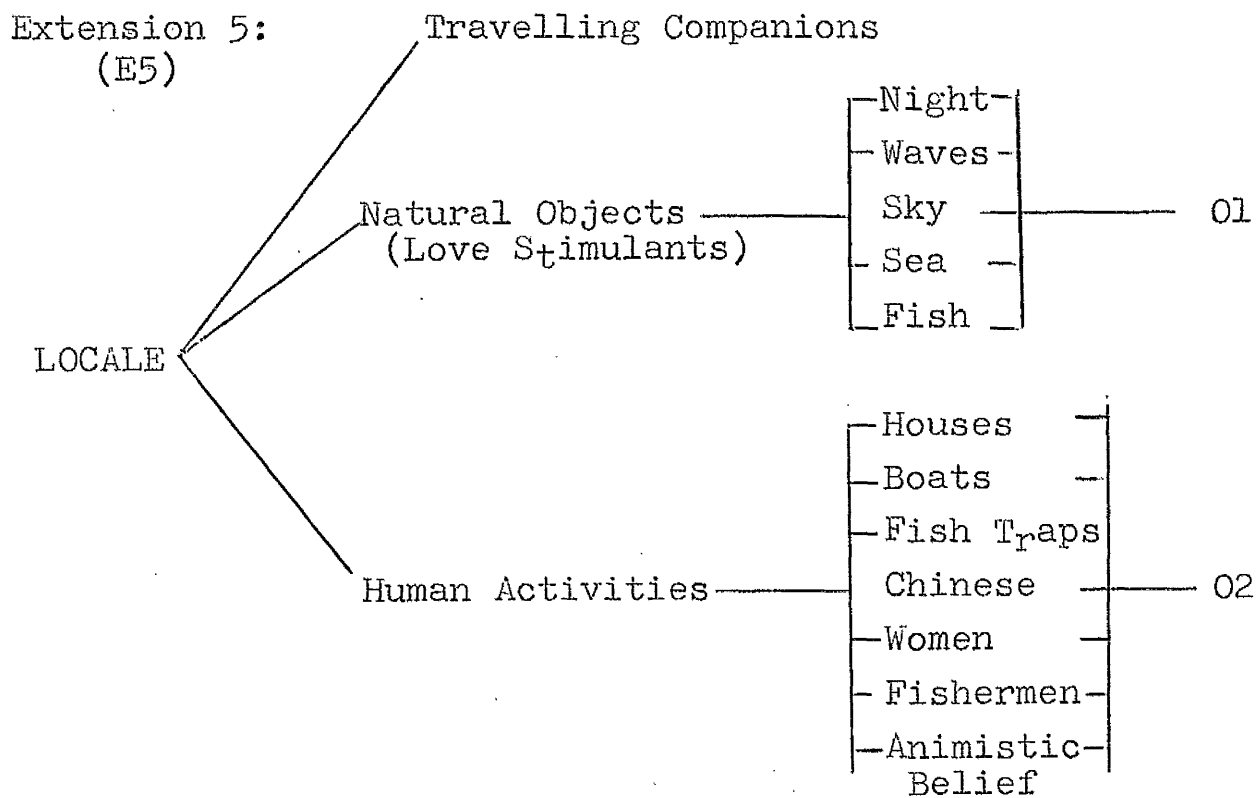 Extension 5:
(E5)
Travelling Companions
Natural Objects
(Love Stimulants)
Night
Waves
Sky
Sea
Fish
O1
LOCALE
Human Activities
Houses
Boats
Fish Traps
Chinese
Women
Fishermen
Animistic
Belief
O2